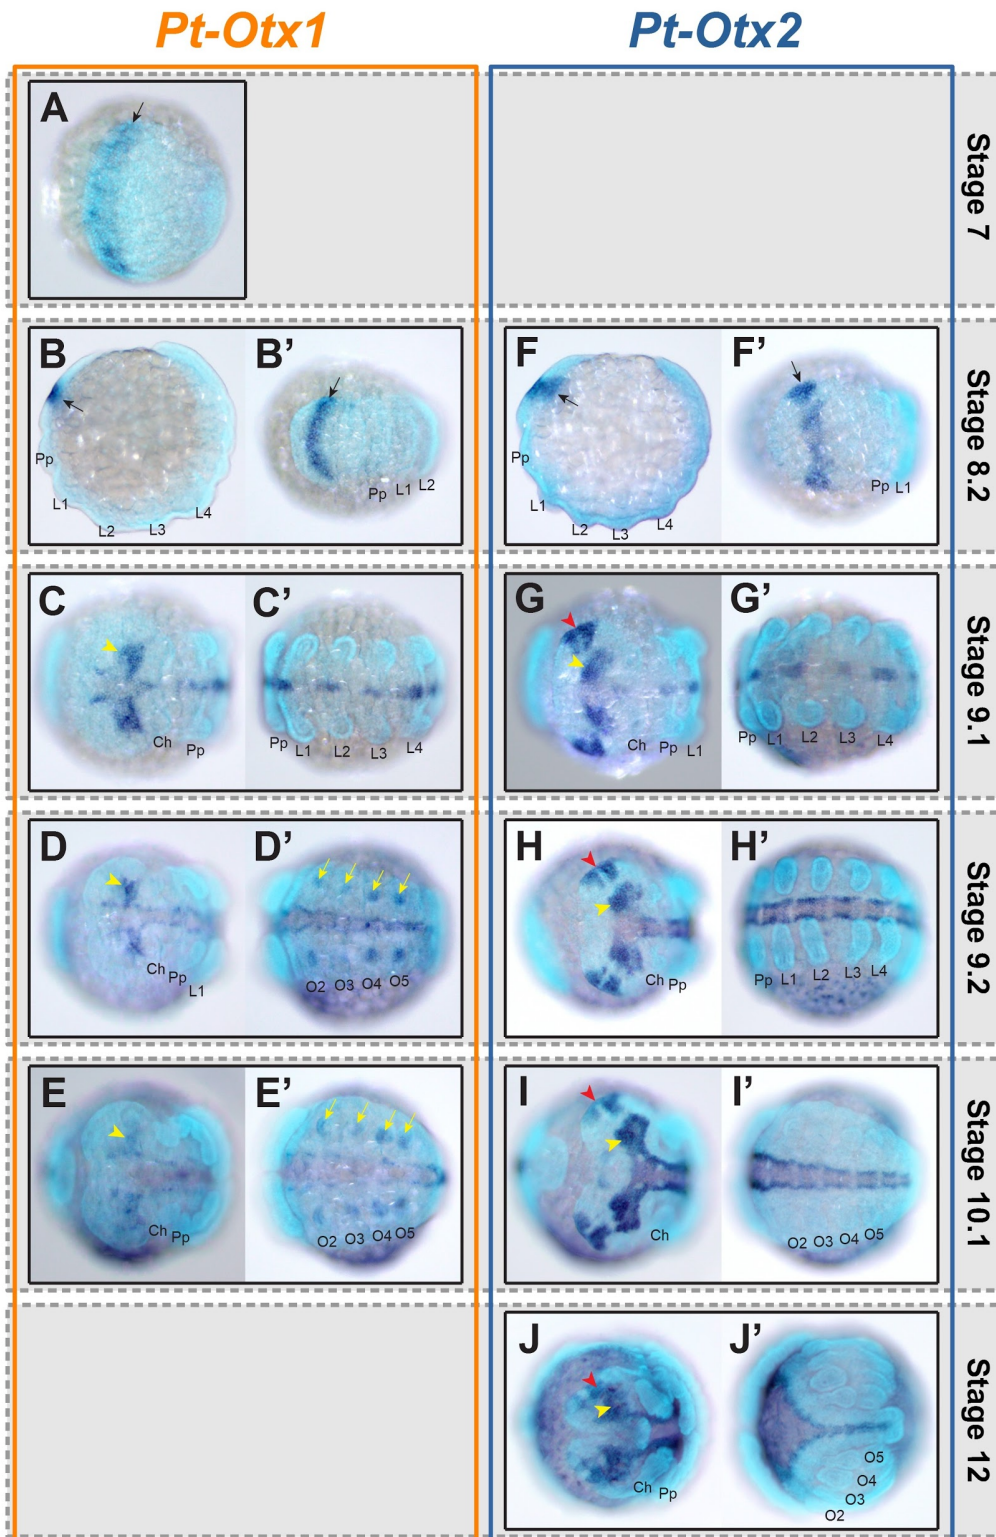 Pt-Otx1 Pt-Otx2
A
Stage 7
B B’ F F’
Pp L1 L2 L3 L4
Pp L1 L2
Pp L1 L2 L3 L4
Pp L1
Stage 8.2
C C’ G G’
Ch Pp
Pp L1 L2 L3 L4
Ch Pp L1
Pp L1 L2 L3 L4
Stage 9.1
D D’ H H’
Ch Pp L1
O2 O3 O4 O5
Ch Pp
Pp L1 L2 L3 L4
Stage 9.2
E E’ I I’
Ch Pp
O2 O3 O4 O5
Ch
O2 O3 O4 O5
Stage 10.1
J J’
Ch Pp
O5
O4
O3
O2
Stage 12